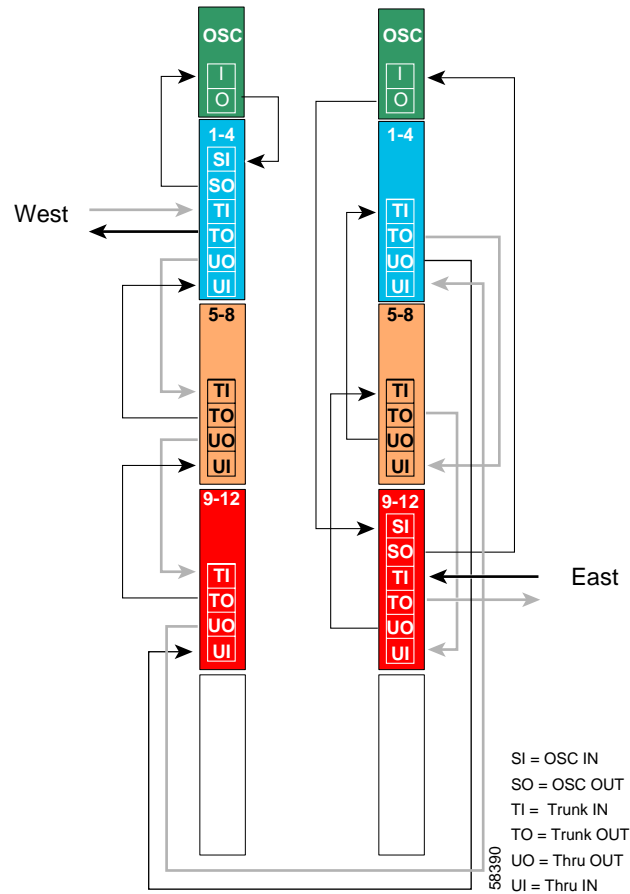 OSC
I
O
1-4
SI
SO
TI
TO
UO
UI
5-8
TI
TO
UO
UI
9-12
TI
TO
UO
UI
West
OSC
I
O
1-4
TI
TO
UO
UI
5-8
TI
TO
UO
UI
9-12
SI
SO
TI
TO
UO
UI
East
SI = OSC IN
SO = OSC OUT
TI = Trunk IN
TO = Trunk OUT
UO = Thru OUT
UI = Thru IN
58390